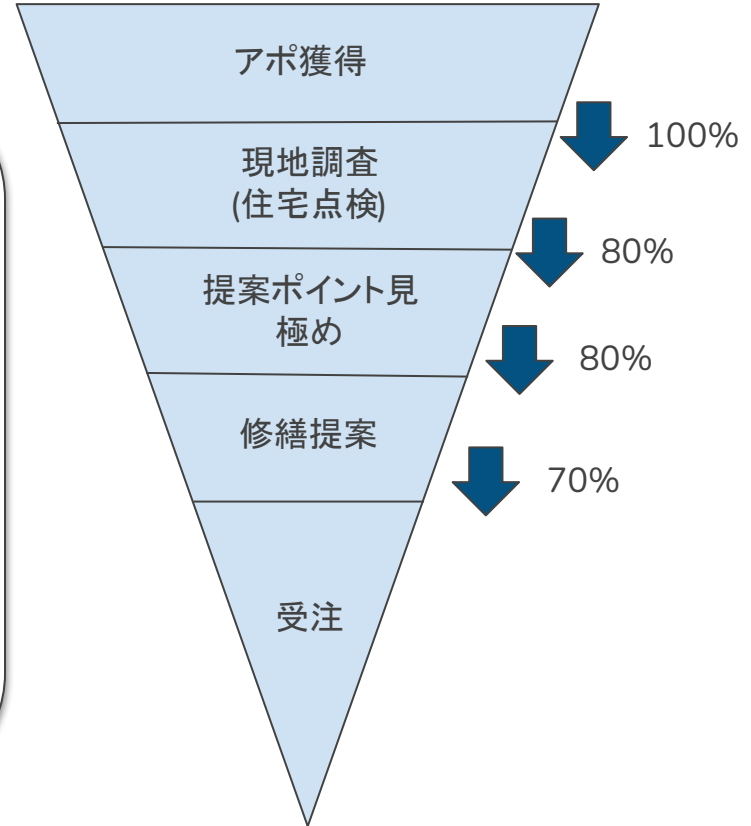 アポ獲得
100%
現地調査
(住宅点検)
80%
提案ポイント見
極め
80%
修繕提案
70%
受注